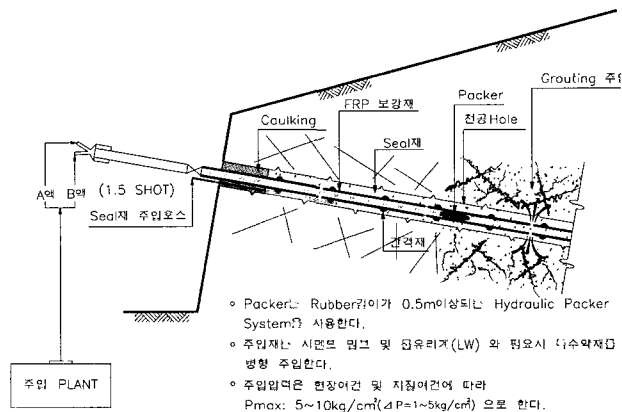 Grouting 주입
Packer
FRP 보강재
천공Hole
Caulking
Seal재
A액 B액 (1.5 SHOT)
Seal재 주입호스
간격재
◦ Packer는 Rubber길이가 0.5m이상되는 Hydraulic Packer
System을 사용한다.
◦ 주입재는 시멘트 밀크 및 물유리계(LW) 와 필요시
병행 주입한다.
주입 PLANT
◦ 주입압력은 현장여건 및 지질여건에 따라
Pmax: 5~10kg/cm²(⊿P=1~5kg/cm²) 으로 한다.